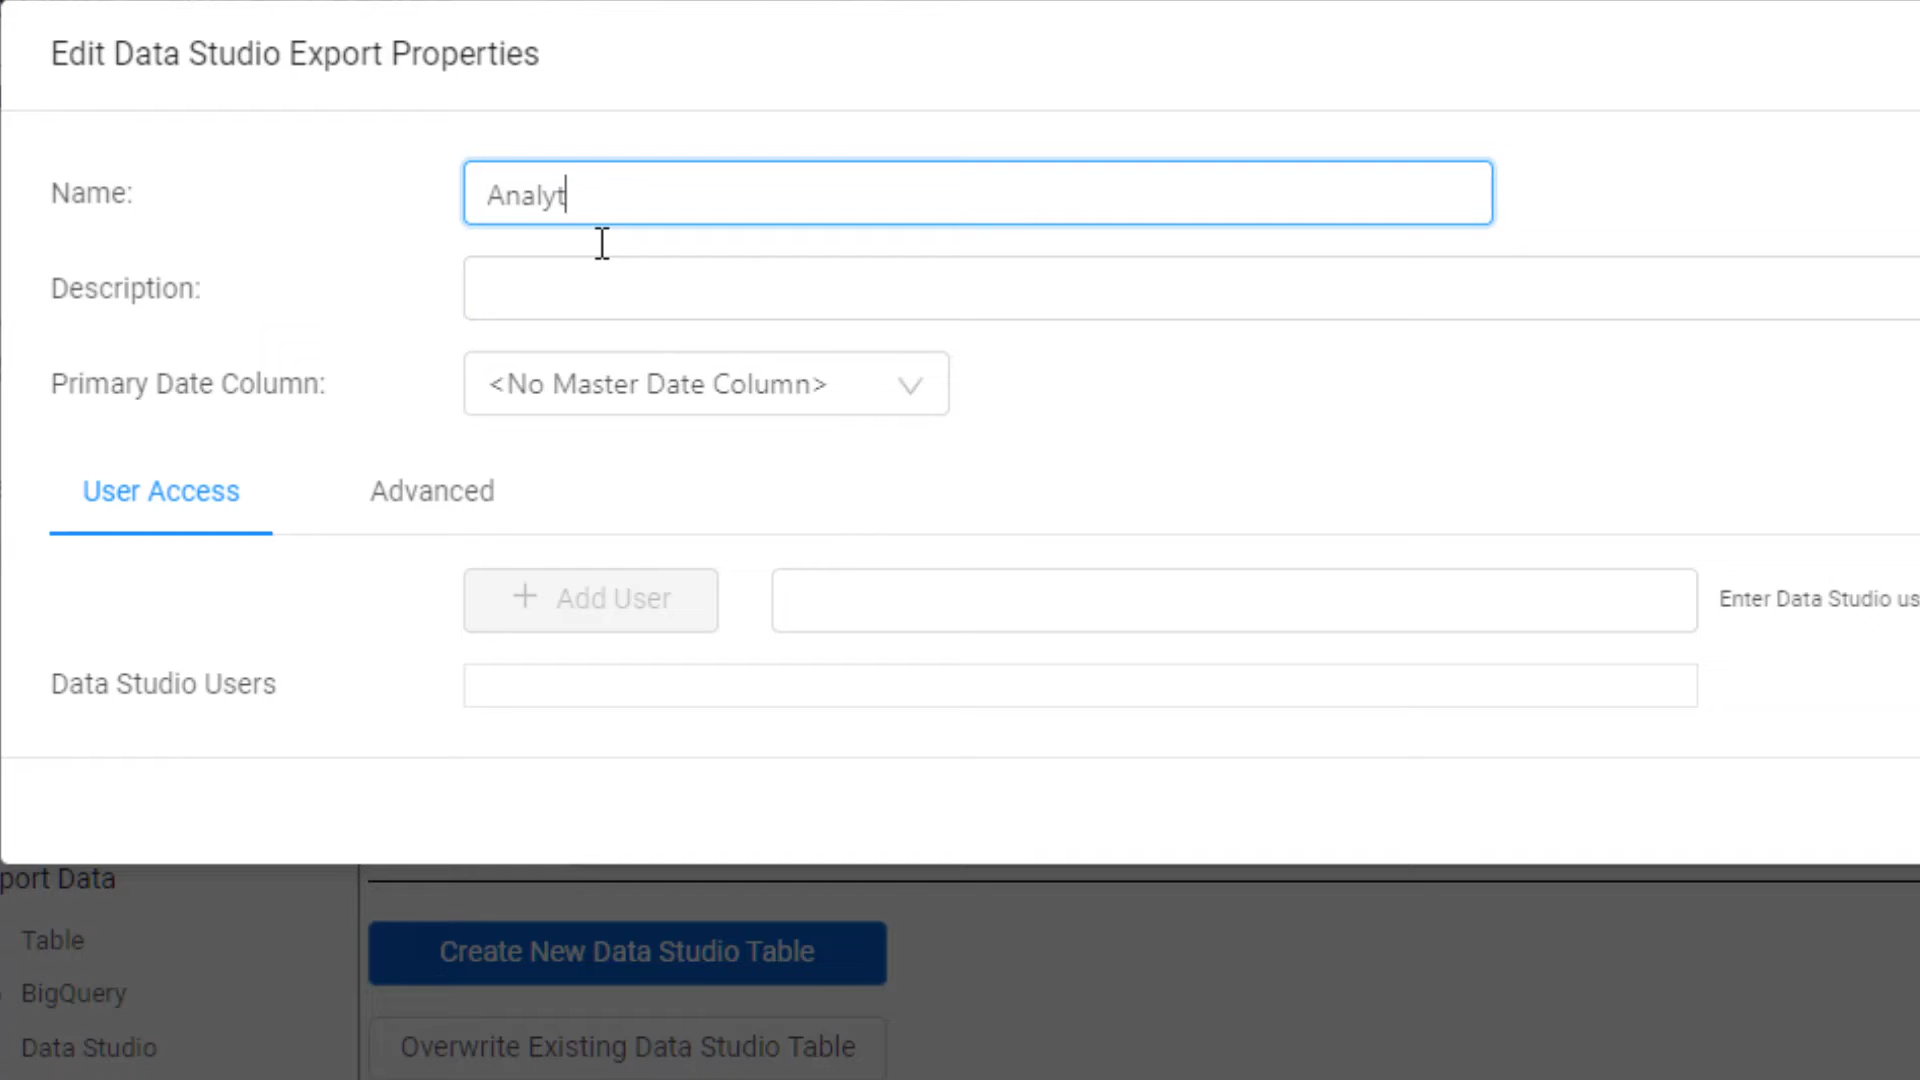 Edit Data Studio Export Properties
Name:
Analyt
Description:
Primary Date Column:
<No Master Date Column>
User Access
Advanced
+ Add User
Enter Data Studio us
Data Studio Users
port Data
Table
BigQuery
Data Studio
Create New Data Studio Table
Overwrite Existing Data Studio Table